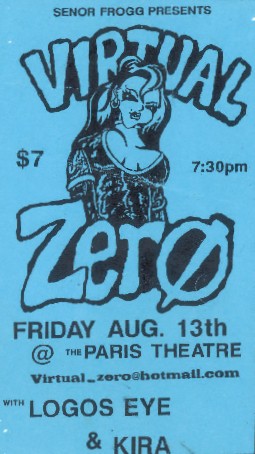 SENOR FROGG PRESENTS
VIRTUAL
$7
7:30pm
ZerØ
FRIDAY AUG. 13th
@ THE PARIS THEATRE
Virtual_zero@hotmail.com
WITH LOGOS EYE
& KIRA